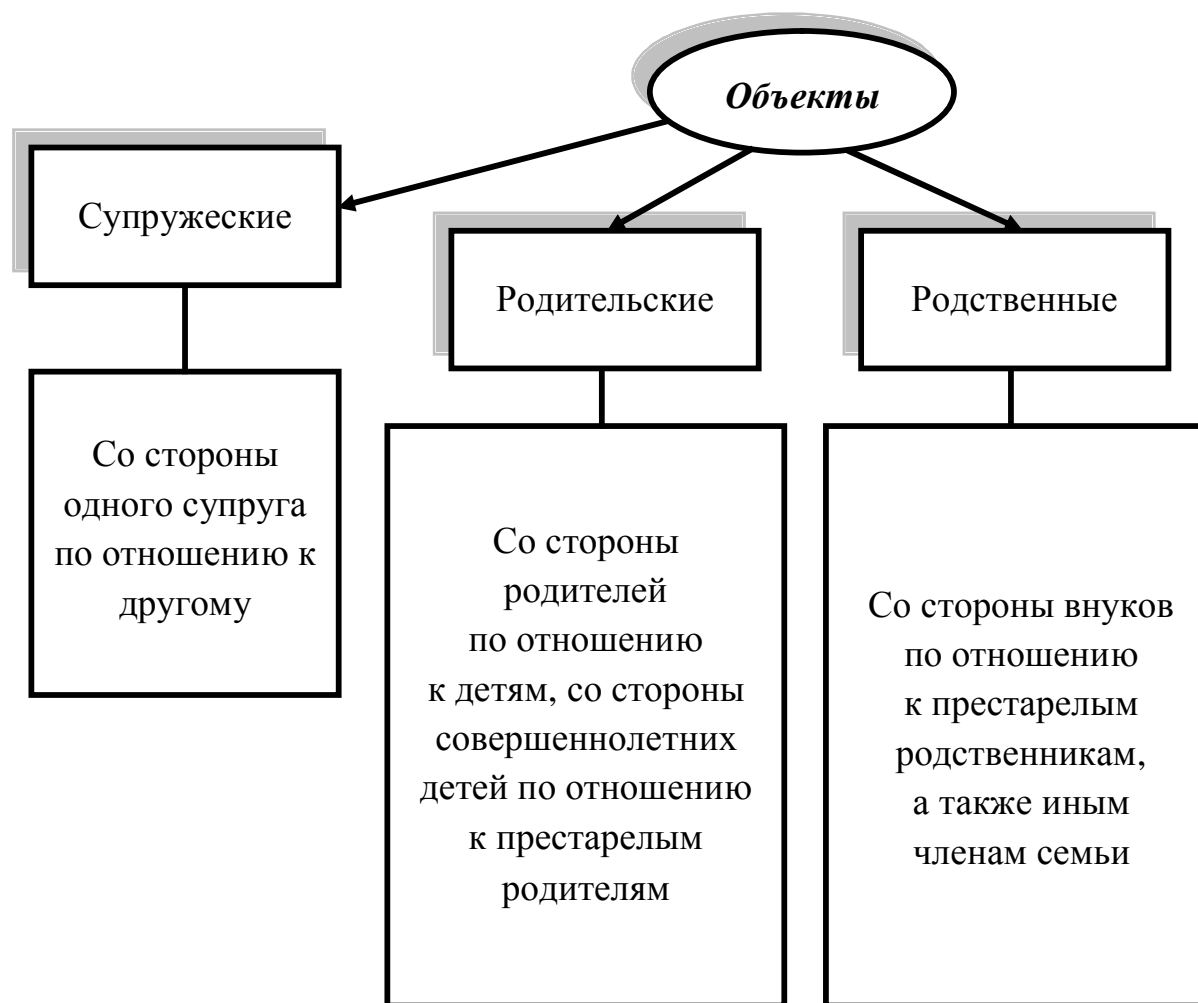 Объекты
Супружеские
Родительские
Родственные
Со стороны
одного супруга
по отношению к
другому
Со стороны
родителей
по отношению
к детям, со стороны
совершеннолетних
детей по отношению
к престарелым
родителям
Со стороны внуков
по отношению
к престарелым
родственникам,
а также иным
членам семьи